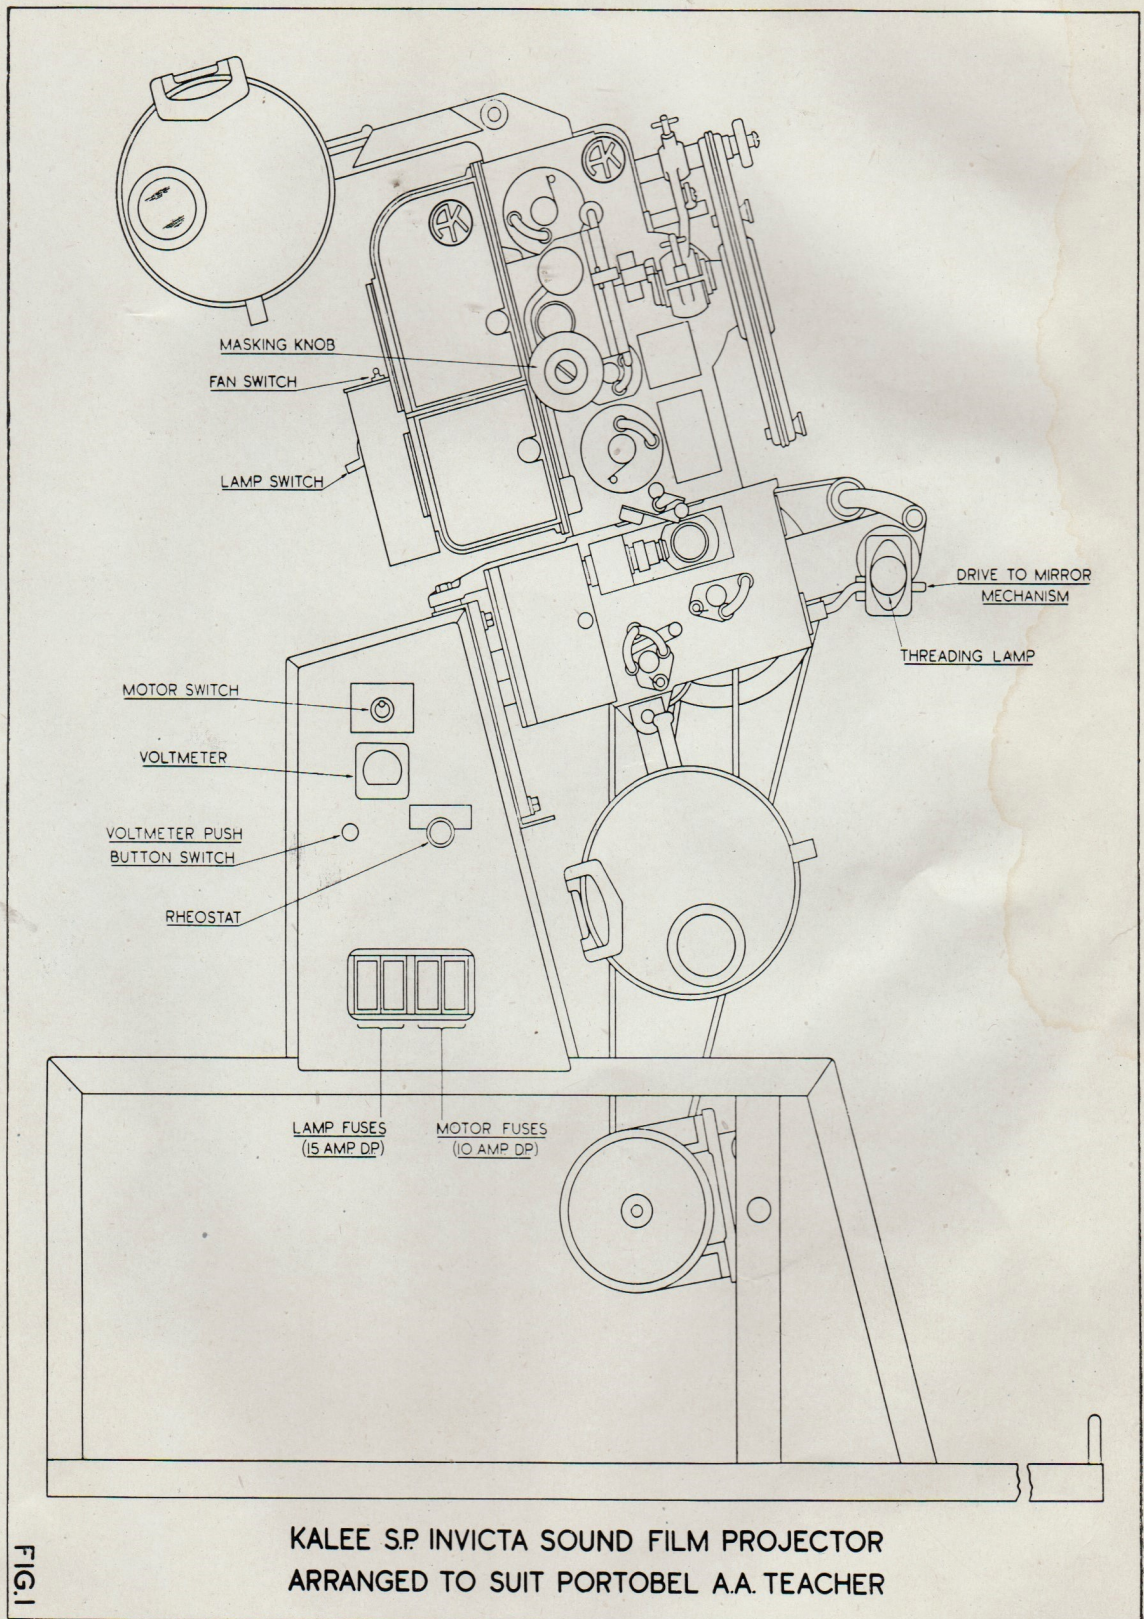 AK
AK
MASKING KNOB
FAN SWITCH
LAMP SWITCH
DRIVE TO MIRROR
MECHANISM
THREADING LAMP
MOTOR SWITCH
VOLTMETER
VOLTMETER PUSH
BUTTON SWITCH
RHEOSTAT
LAMP FUSES
(15 AMP. D.P.)
MOTOR FUSES
(10 AMP. DP)
KALEE S.P. INVICTA SOUND FILM PROJECTOR
ARRANGED TO SUIT PORTOBEL A.A. TEACHER
FIG.1